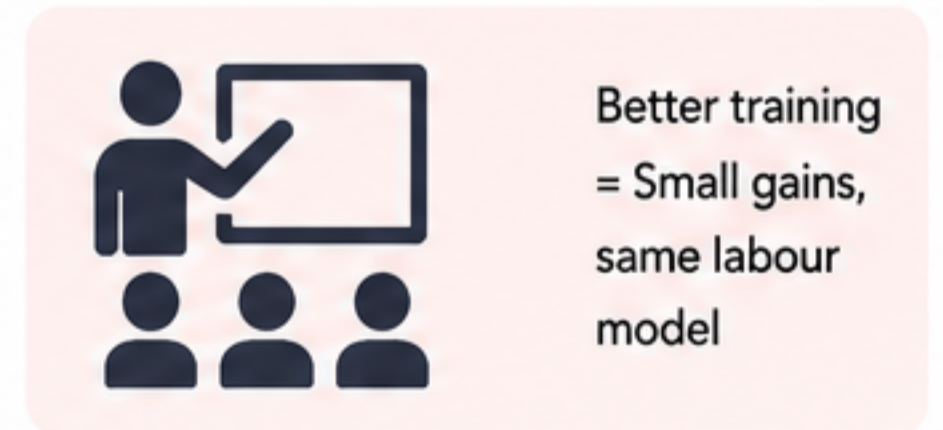 Better training
= Small gains,
same labour
model